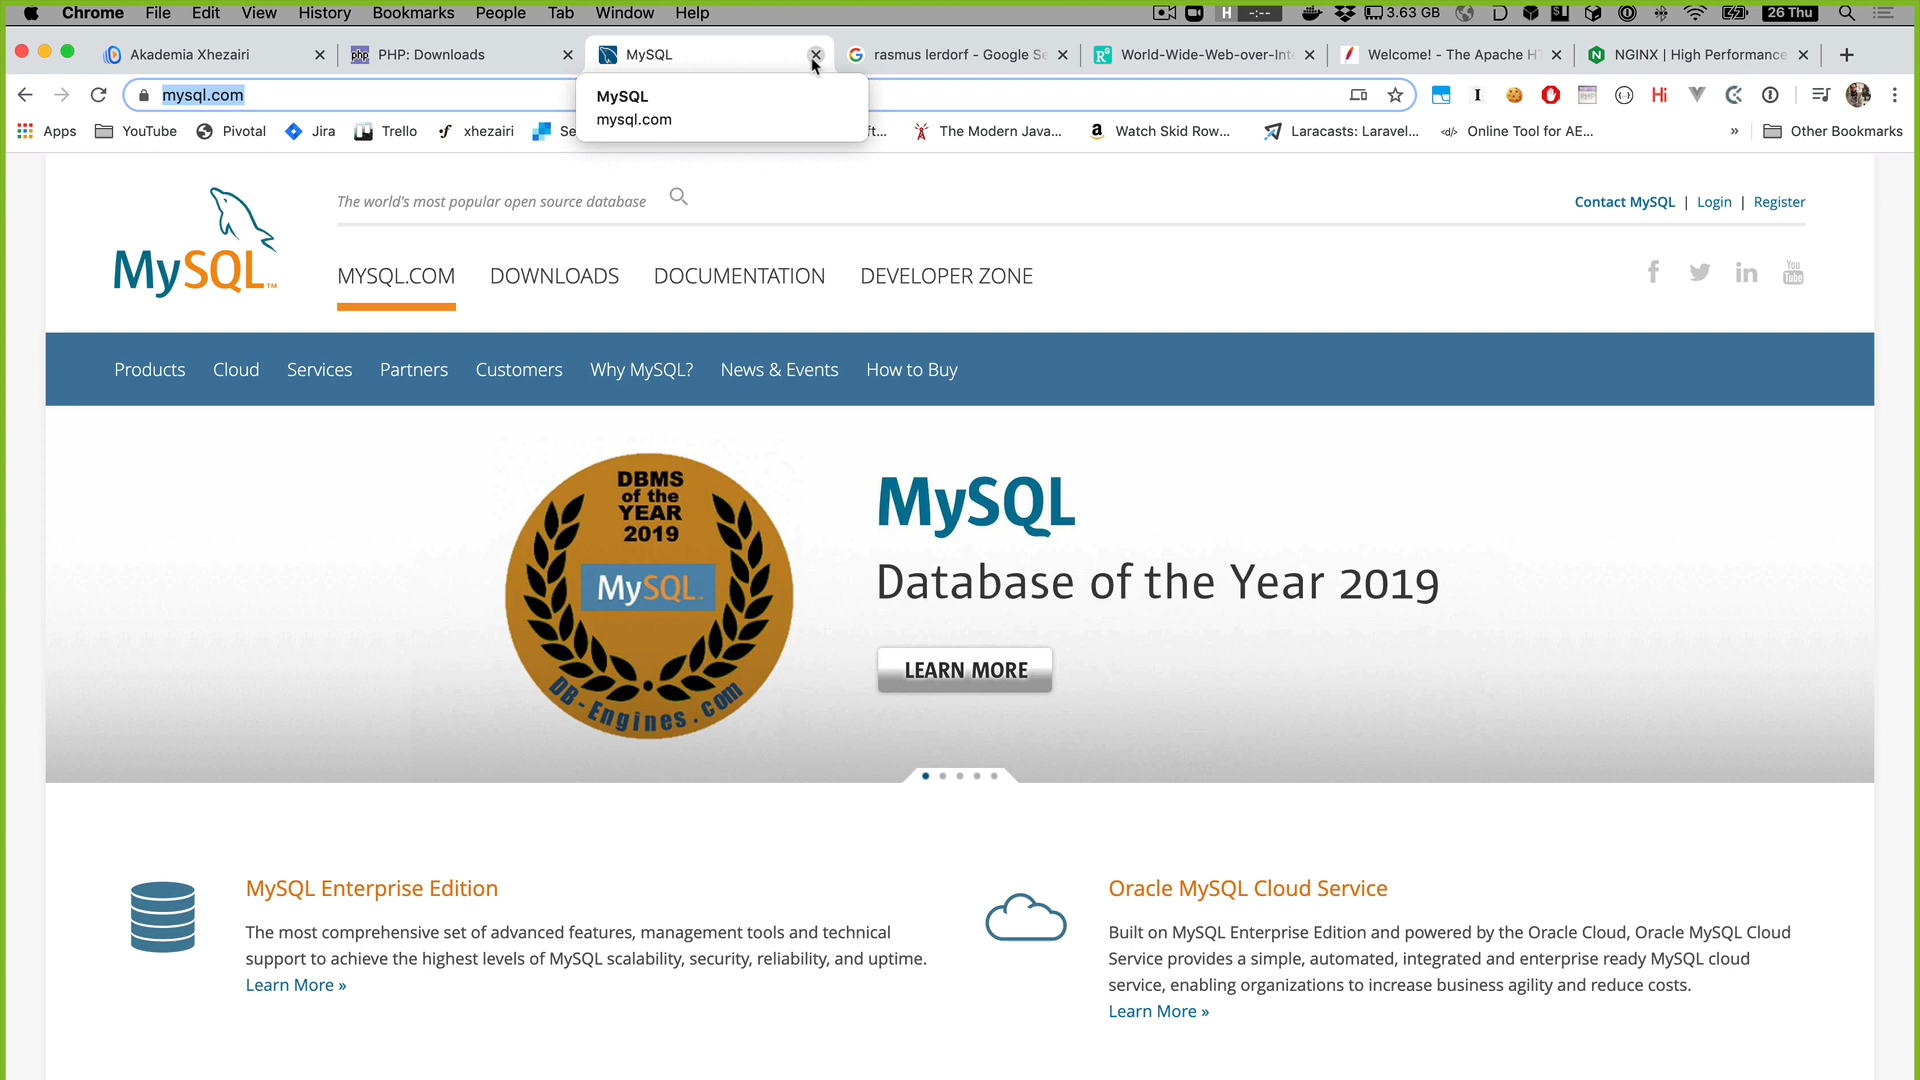 Chrome File Edit View History Bookmarks People Tab Window Help
H -:-- 3.63 GB 26 Thu
Akademia Xhezairi
php PHP: Downloads
MySQL
rasmus lerdorf - Google Se
World-Wide-Web-over-Int
Welcome! - The Apache HT
NGINX | High Performance
mysql.com
MySQL
mysql.com
Apps YouTube Pivotal Jira Trello xhezairi Se ft... The Modern Java... Watch Skid Row... Laracasts: Laravel... Online Tool for AE... » Other Bookmarks
MySQL™
The world's most popular open source database
Contact MySQL | Login | Register
MYSQL.COM DOWNLOADS DOCUMENTATION DEVELOPER ZONE
You Tube
Products Cloud Services Partners Customers Why MySQL? News & Events How to Buy
DBMS
of the
YEAR
2019
MySQL
DB-Engines.com
MySQL
Database of the Year 2019
LEARN MORE
MySQL Enterprise Edition
The most comprehensive set of advanced features, management tools and technical
support to achieve the highest levels of MySQL scalability, security, reliability, and uptime.
Learn More »
Oracle MySQL Cloud Service
Built on MySQL Enterprise Edition and powered by the Oracle Cloud, Oracle MySQL Cloud
Service provides a simple, automated, integrated and enterprise ready MySQL cloud
service, enabling organizations to increase business agility and reduce costs.
Learn More »